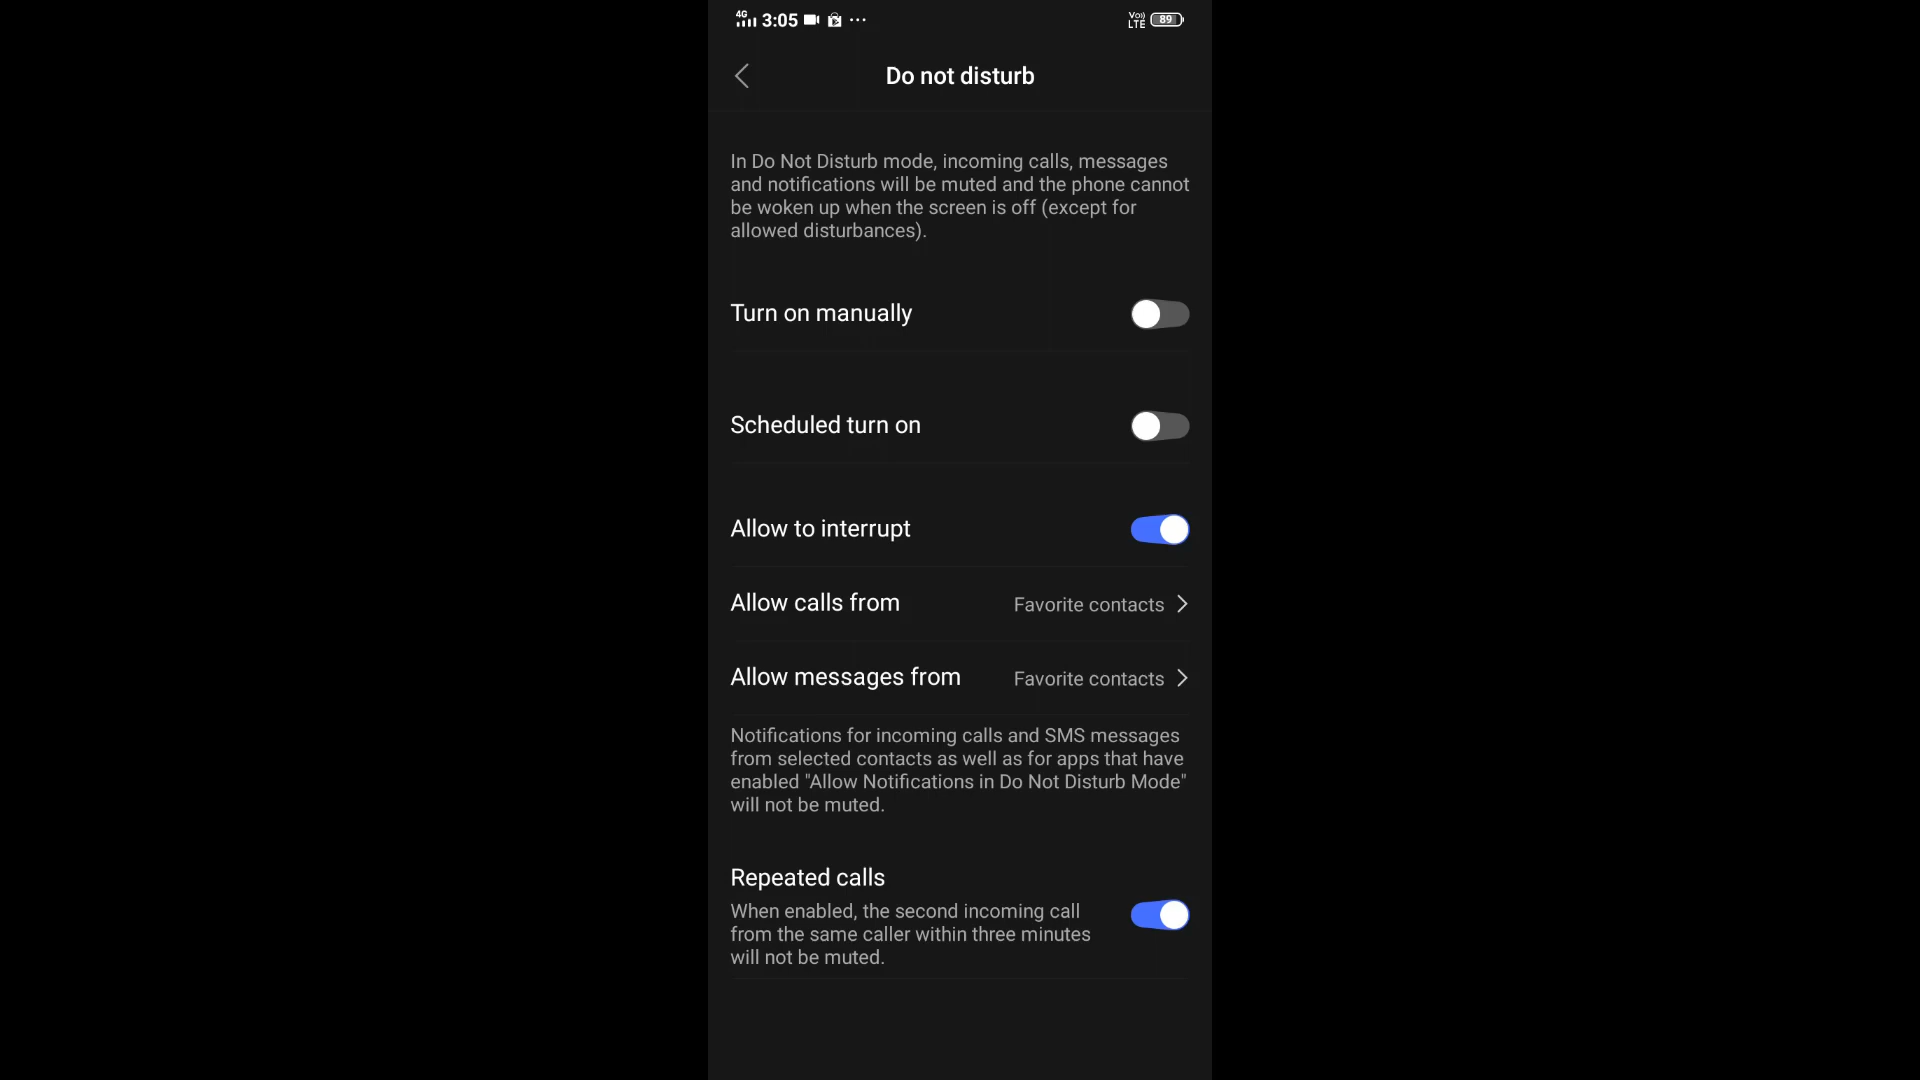 4G 3:05 ... Vo)) LTE 89
Do not disturb
In Do Not Disturb mode, incoming calls, messages
and notifications will be muted and the phone cannot
be woken up when the screen is off (except for
allowed disturbances).
Turn on manually
Scheduled turn on
Allow to interrupt
Allow calls from Favorite contacts
Allow messages from Favorite contacts
Notifications for incoming calls and SMS messages
from selected contacts as well as for apps that have
enabled "Allow Notifications in Do Not Disturb Mode"
will not be muted.
Repeated calls
When enabled, the second incoming call
from the same caller within three minutes
will not be muted.